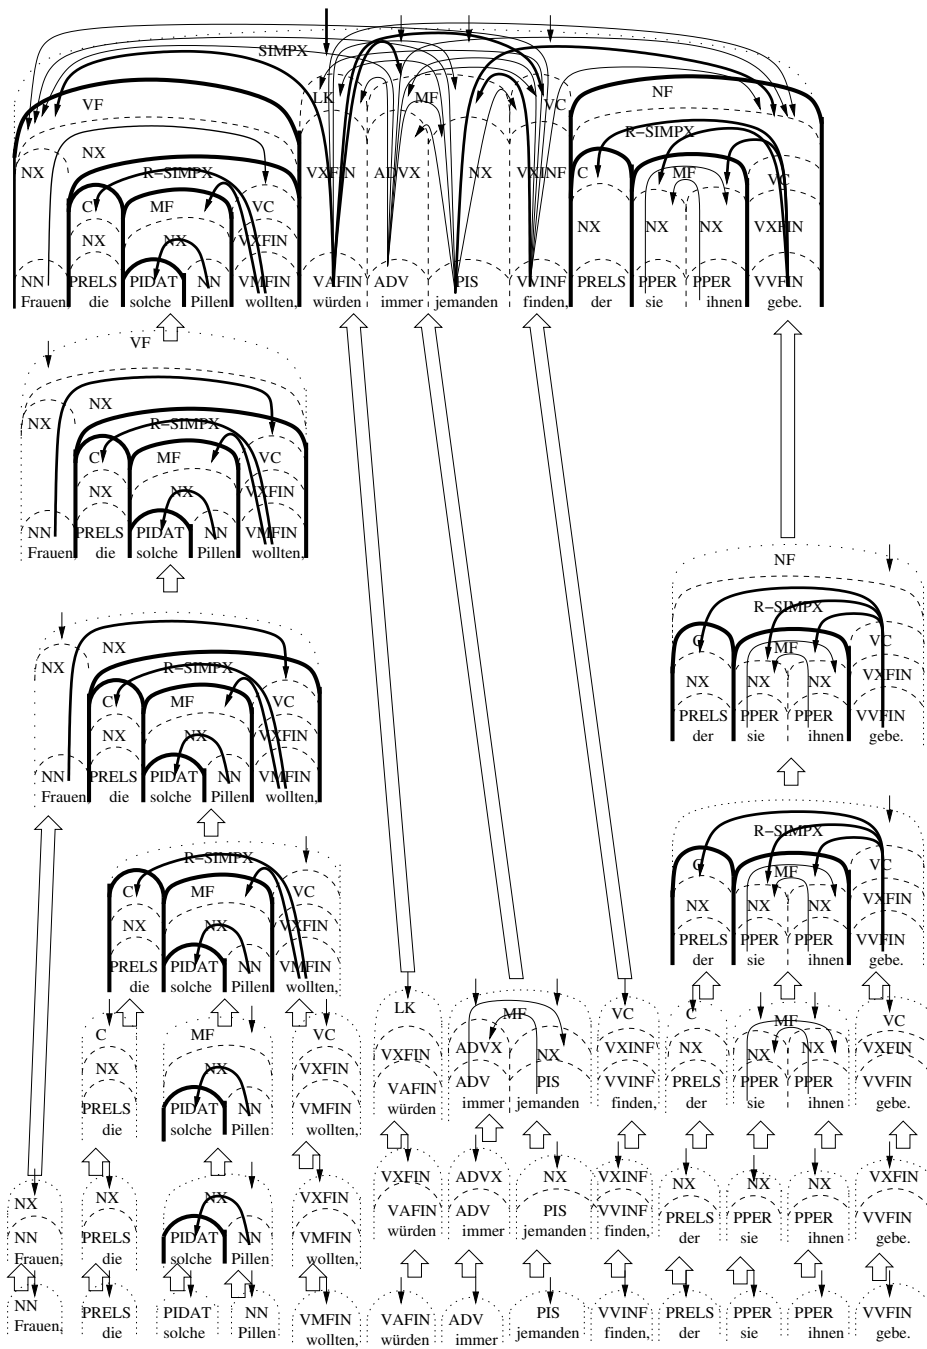 SIMPX
VF LK MF VC NF
NX R-SIMPX
NX R-SIMPX VXFIN ADVX NX VXINF C MF VC
C MF VC
NX NX VXFIN NX NX NX VXFIN
NN PRELS PIDAT NN VMFIN VAFIN ADV PIS VVINF PRELS PPER PPER VVFIN
Frauen, die solche Pillen wollten, würden immer jemanden finden, der sie ihnen gebe.
VF
NX
NX R-SIMPX
C MF VC
NX NX VXFIN
NN PRELS PIDAT NN VMFIN
Frauen, die solche Pillen wollten,
NF
R-SIMPX
C MF VC
NX NX NX VXFIN
PRELS PPER PPER VVFIN
der sie ihnen gebe.
NX
NX R-SIMPX
C MF VC
NX NX VXFIN
NN PRELS PIDAT NN VMFIN
Frauen, die solche Pillen wollten,
R-SIMPX
C MF VC
NX NX NX VXFIN
PRELS PPER PPER VVFIN
der sie ihnen gebe.
R-SIMPX
C MF VC
NX NX VXFIN
PRELS PIDAT NN VMFIN
die solche Pillen wollten,
C MF VC LK MF VC C MF VC
NX NX VXFIN VXFIN ADVX NX VXINF NX NX NX VXFIN
PRELS PIDAT NN VMFIN VAFIN ADV PIS VVINF PRELS PPER PPER VVFIN
die solche Pillen wollten, würden immer jemanden finden, der sie ihnen gebe.
NX NX NX VXFIN VXFIN ADVX NX VXINF NX NX NX VXFIN
NN PRELS PIDAT NN VMFIN VAFIN ADV PIS VVINF PRELS PPER PPER VVFIN
Frauen, die solche Pillen wollten, würden immer jemanden finden, der sie ihnen gebe.
NN PRELS PIDAT NN VMFIN VAFIN ADV PIS VVINF PRELS PPER PPER VVFIN
Frauen, die solche Pillen wollten, würden immer jemanden finden, der sie ihnen gebe.